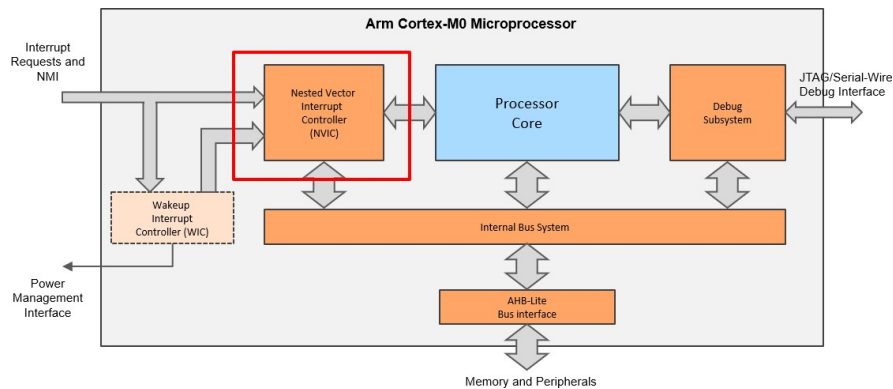 Arm Cortex-M0 Microprocessor
Interrupt
Requests and
NMI
Nested Vector
Interrupt
Controller
(NVIC)
Processor
Core
Debug
Subsystem
JTAG/Serial-Wire
Debug Interface
Wakeup
Interrupt
Controller (WIC)
Internal Bus System
Power
Management
Interface
AHB-Lite
Bus interface
Memory and Peripherals